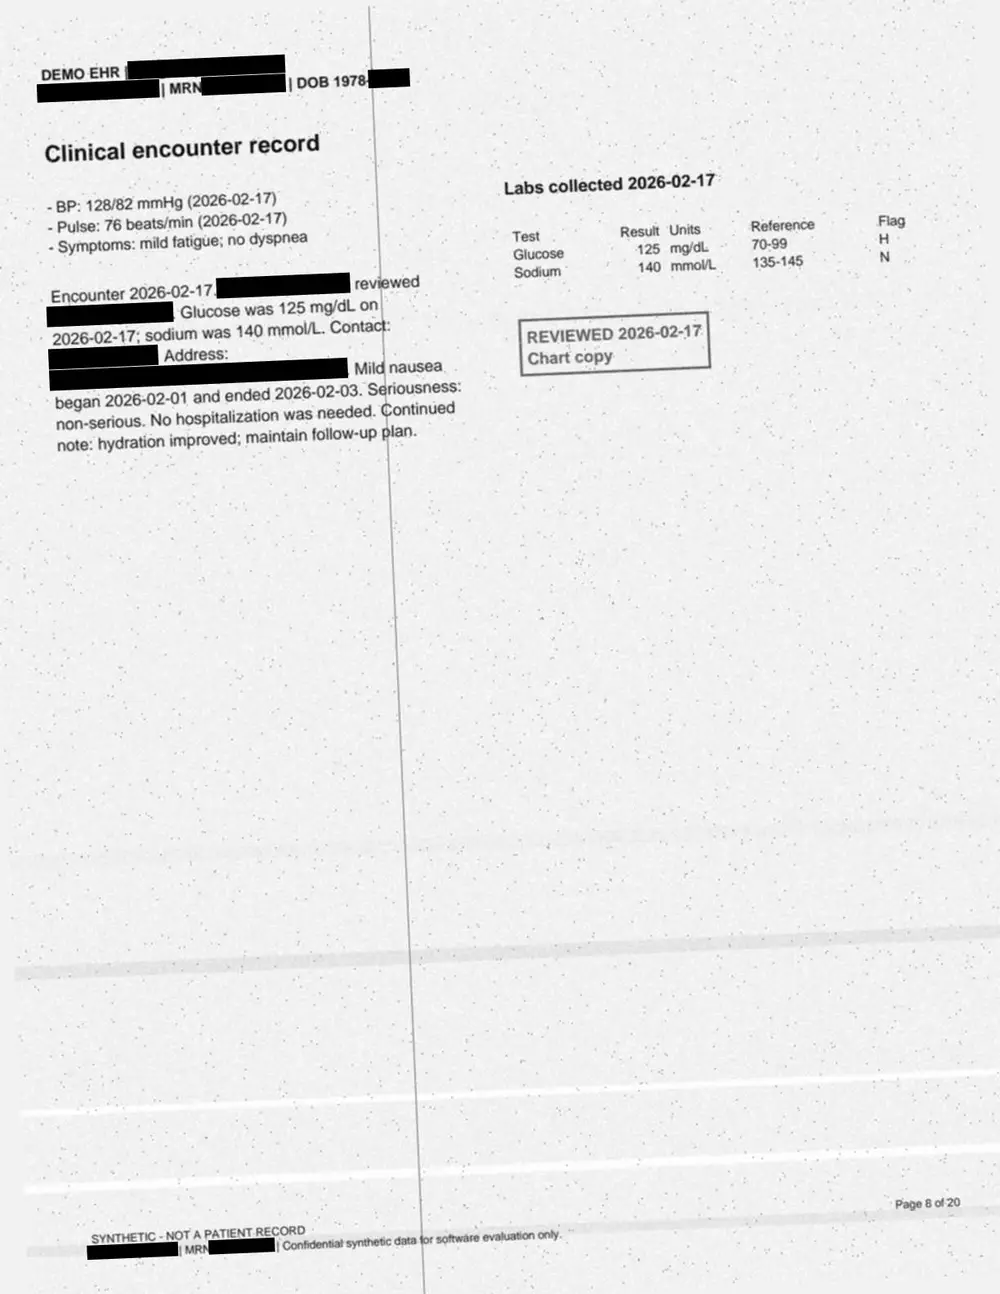 DEMO EHR |
| MRN | DOB 1978-
Clinical encounter record
- BP: 128/82 mmHg (2026-02-17)
- Pulse: 76 beats/min (2026-02-17)
- Symptoms: mild fatigue; no dyspnea
Encounter 2026-02-17. reviewed
. Glucose was 125 mg/dL on
2026-02-17; sodium was 140 mmol/L. Contact:
Address:
Mild nausea
began 2026-02-01 and ended 2026-02-03. Seriousness:
non-serious. No hospitalization was needed. Continued
note: hydration improved; maintain follow-up plan.
Labs collected 2026-02-17
Test Result Units Reference Flag
Glucose 125 mg/dL 70-99 H
Sodium 140 mmol/L 135-145 N
REVIEWED 2026-02-17
Chart copy
Page 8 of 20
SYNTHETIC - NOT A PATIENT RECORD
| MRN | Confidential synthetic data for software evaluation only.